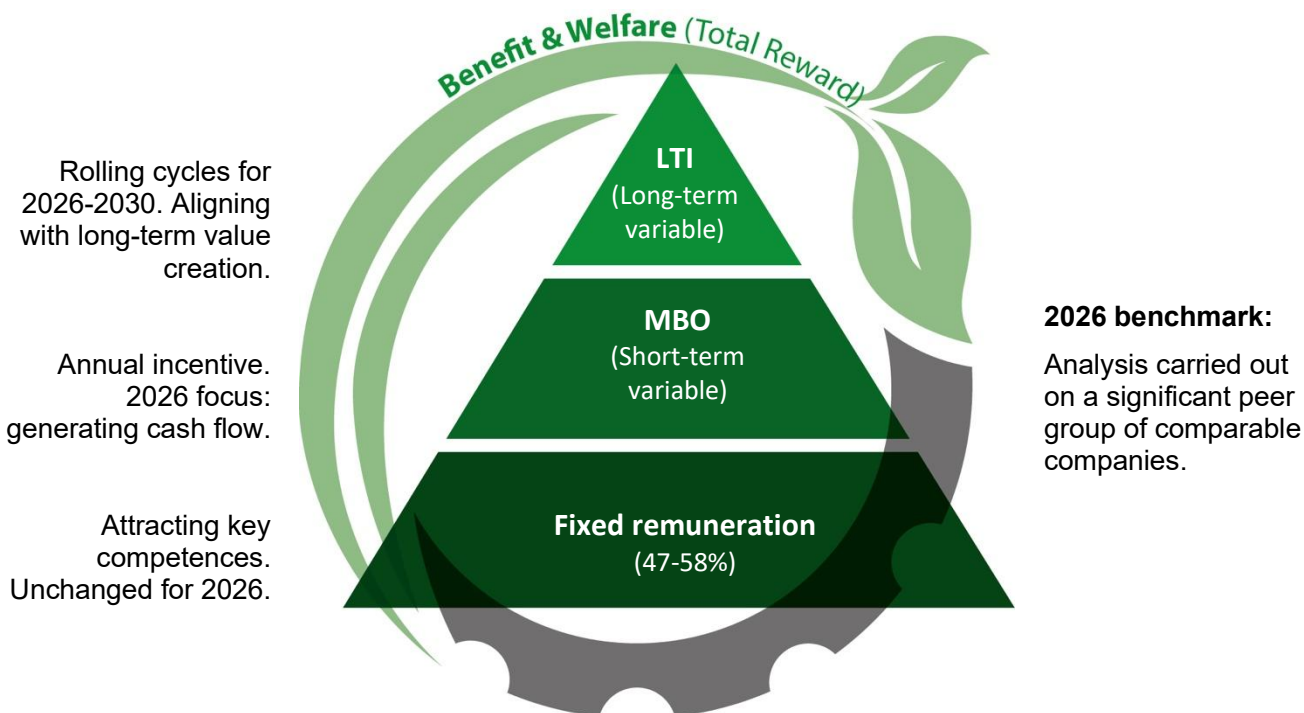 Benefit & Welfare (Total Reward)
Rolling cycles for
2026-2030. Aligning
with long-term value
creation.
LTI
(Long-term
variable)
Annual incentive.
2026 focus:
generating cash flow.
MBO
(Short-term
variable)
2026 benchmark:
Analysis carried out
on a significant peer
group of comparable
companies.
Attracting key
competences.
Unchanged for 2026.
Fixed remuneration
(47-58%)